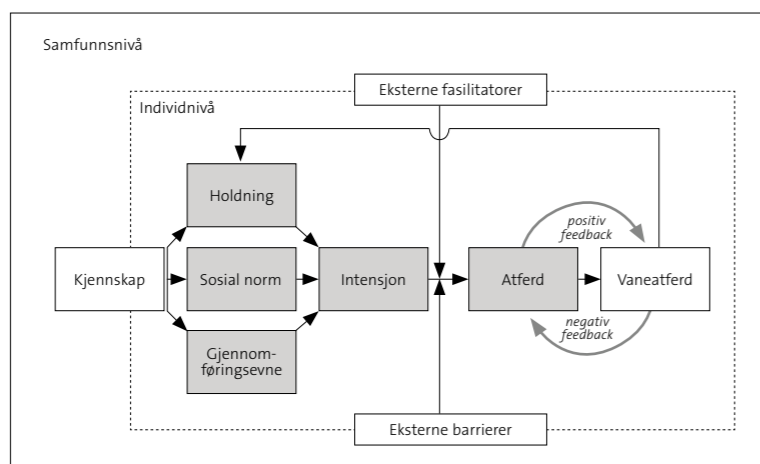 Samfunnsnivå
Eksterne fasilitatorer
Individnivå
Holdning
positiv
feedback
Kjennskap
Sosial norm
Intensjon
Atferd
Vaneatferd
negativ
feedback
Gjennom-
føringsevne
Eksterne barrierer